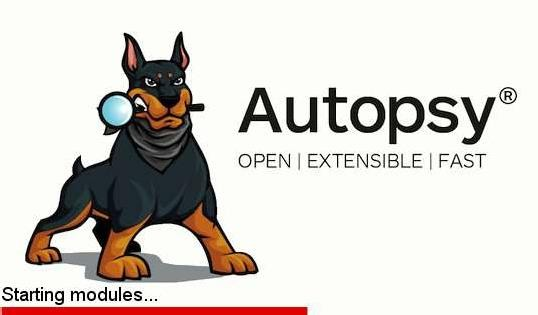 Autopsy®
OPEN | EXTENSIBLE | FAST
Starting modules...